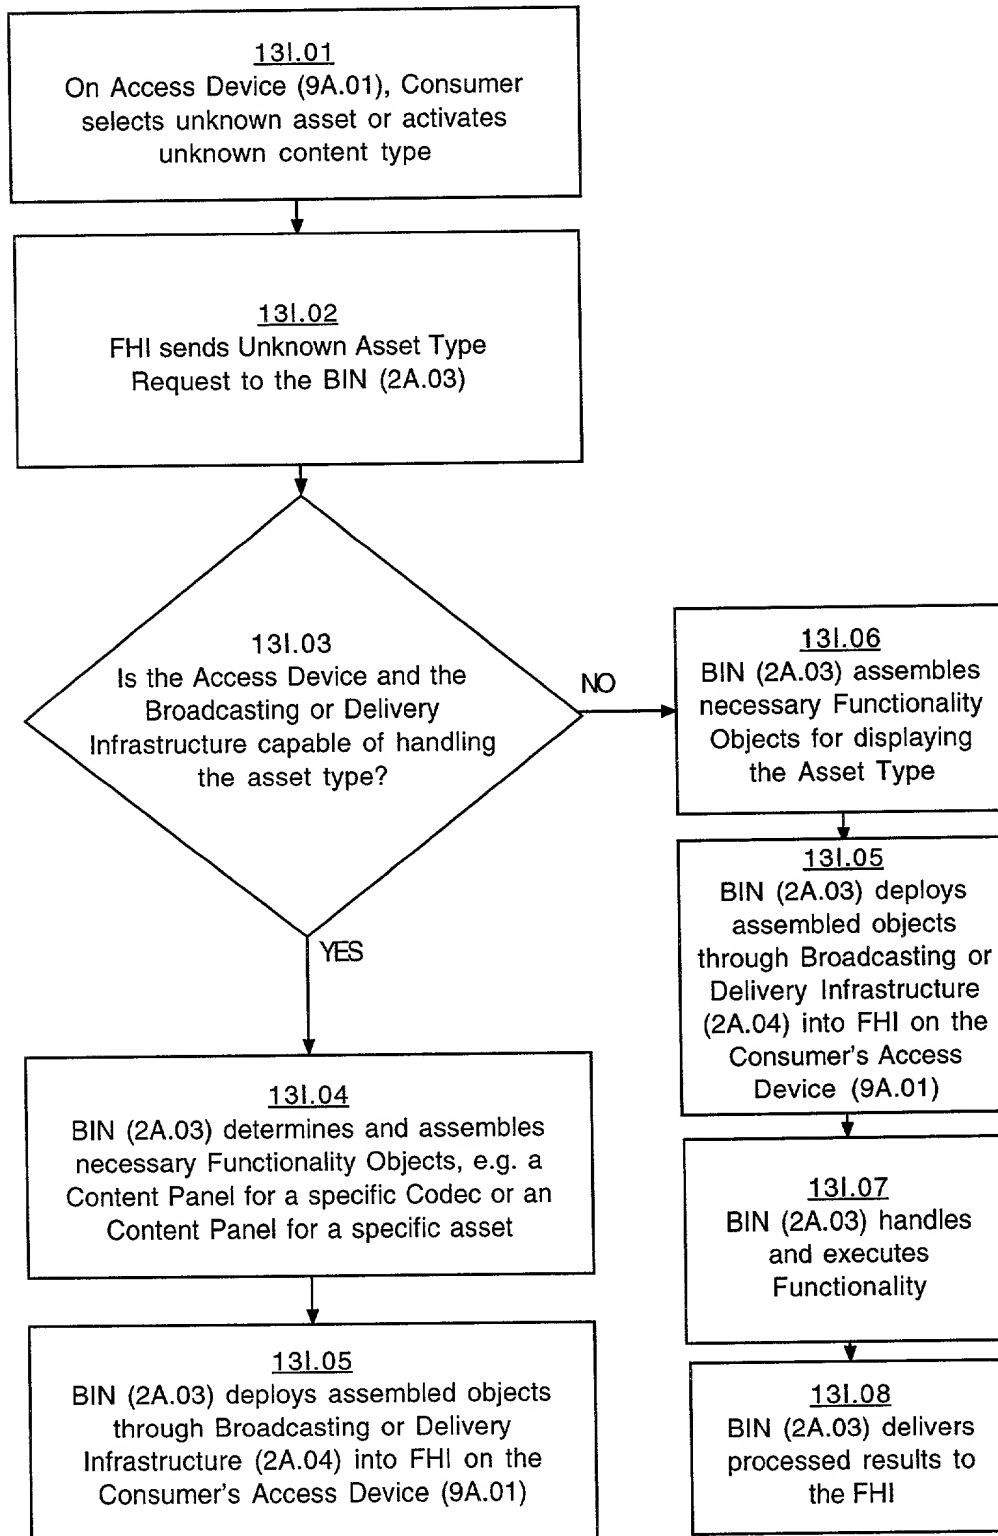 13I.01
On Access Device (9A.01), Consumer
selects unknown asset or activates
unknown content type
13I.02
FHI sends Unknown Asset Type
Request to the BIN (2A.03)
13I.03
Is the Access Device and the
Broadcasting or Delivery
Infrastructure capable of handling
the asset type?
NO
YES
13I.04
BIN (2A.03) determines and assembles
necessary Functionality Objects, e.g. a
Content Panel for a specific Codec or an
Content Panel for a specific asset
13I.05
BIN (2A.03) deploys assembled objects
through Broadcasting or Delivery
Infrastructure (2A.04) into FHI on the
Consumer's Access Device (9A.01)
13I.06
BIN (2A.03) assembles
necessary Functionality
Objects for displaying
the Asset Type
13I.05
BIN (2A.03) deploys
assembled objects
through Broadcasting or
Delivery Infrastructure
(2A.04) into FHI on the
Consumer's Access
Device (9A.01)
13I.07
BIN (2A.03) handles
and executes
Functionality
13I.08
BIN (2A.03) delivers
processed results to
the FHI